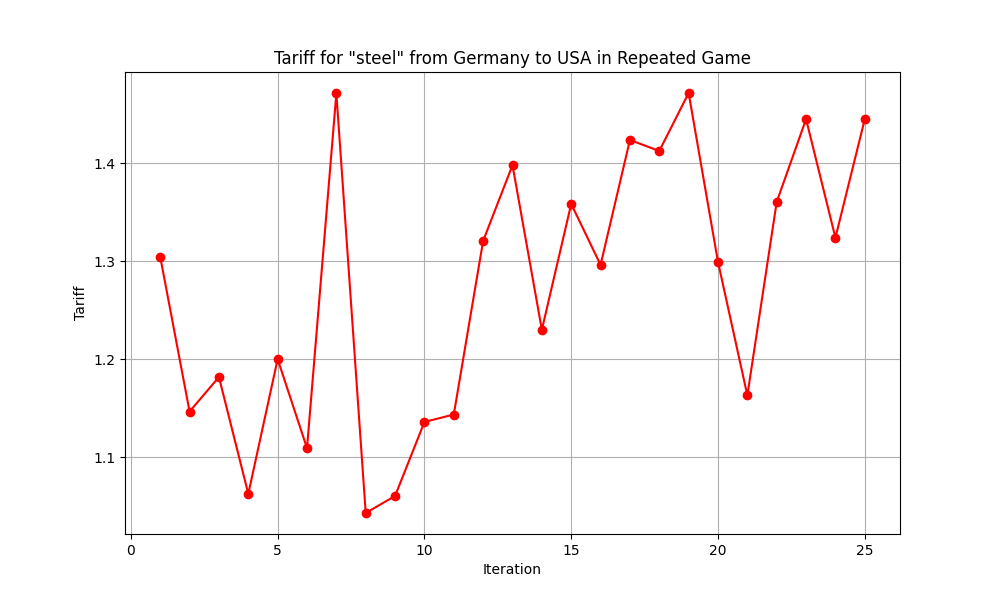 Tariff for "steel" from Germany to USA in Repeated Game
Tariff
1.4
1.3
1.2
1.1
0 5 10 15 20 25
Iteration